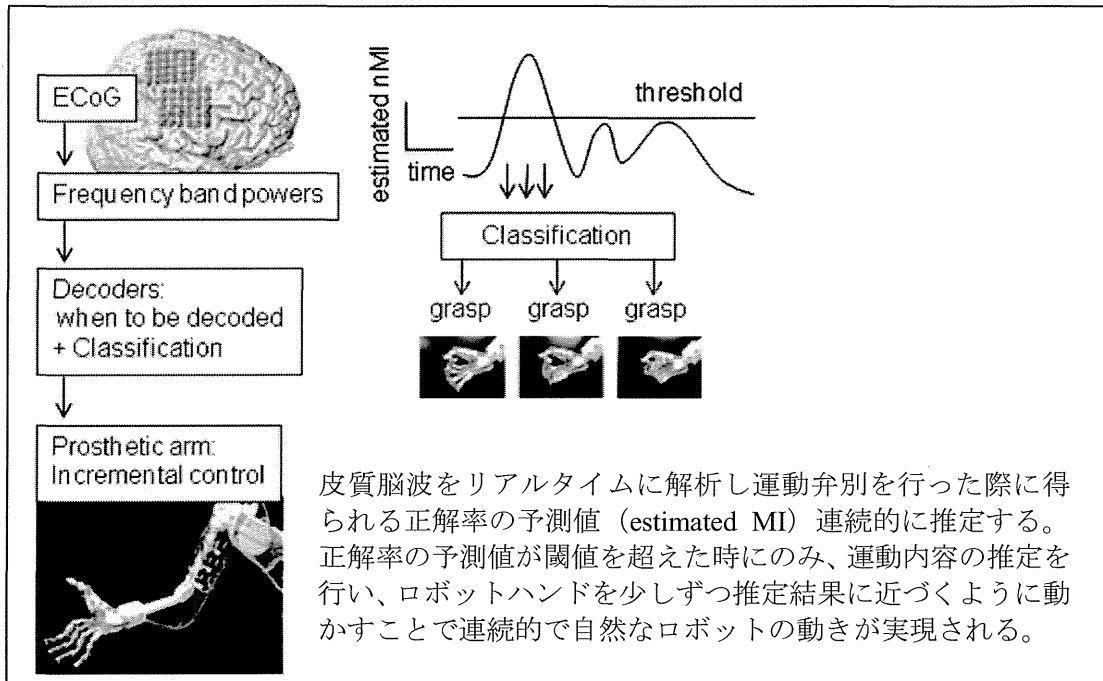 ECoG
Frequency band powers
Decoders:
when to be decoded
+ Classification
Prosthetic arm:
Incremental control
estimated nMI
time
threshold
Classification
grasp grasp grasp
皮質脳波をリアルタイムに解析し運動弁別を行った際に得
られる正解率の予測値（estimated MI）連続的に推定する。
正解率の予測値が閾値を超えた時にのみ、運動内容の推定を
行い、ロボットハンドを少しずつ推定結果に近づくように動
かすことで連続的で自然なロボットの動きが実現される。